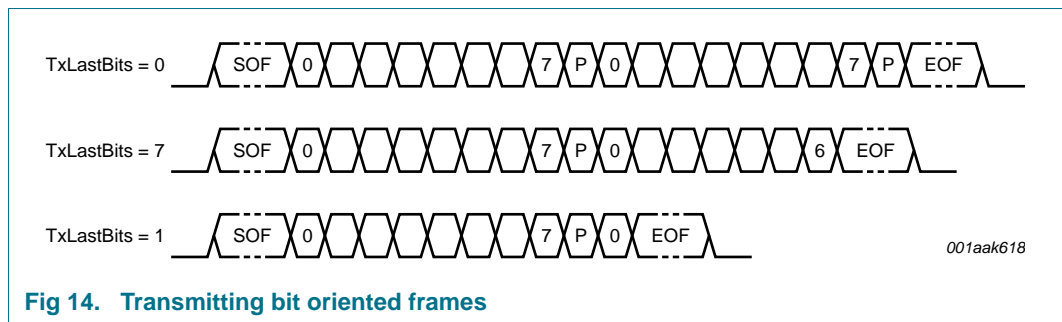 TxLastBits = 0 SOF 0 7 P 0 7 P EOF
TxLastBits = 7 SOF 0 7 P 0 6 EOF
TxLastBits = 1 SOF 0 7 P 0 EOF
001aak618
Fig 14. Transmitting bit oriented frames